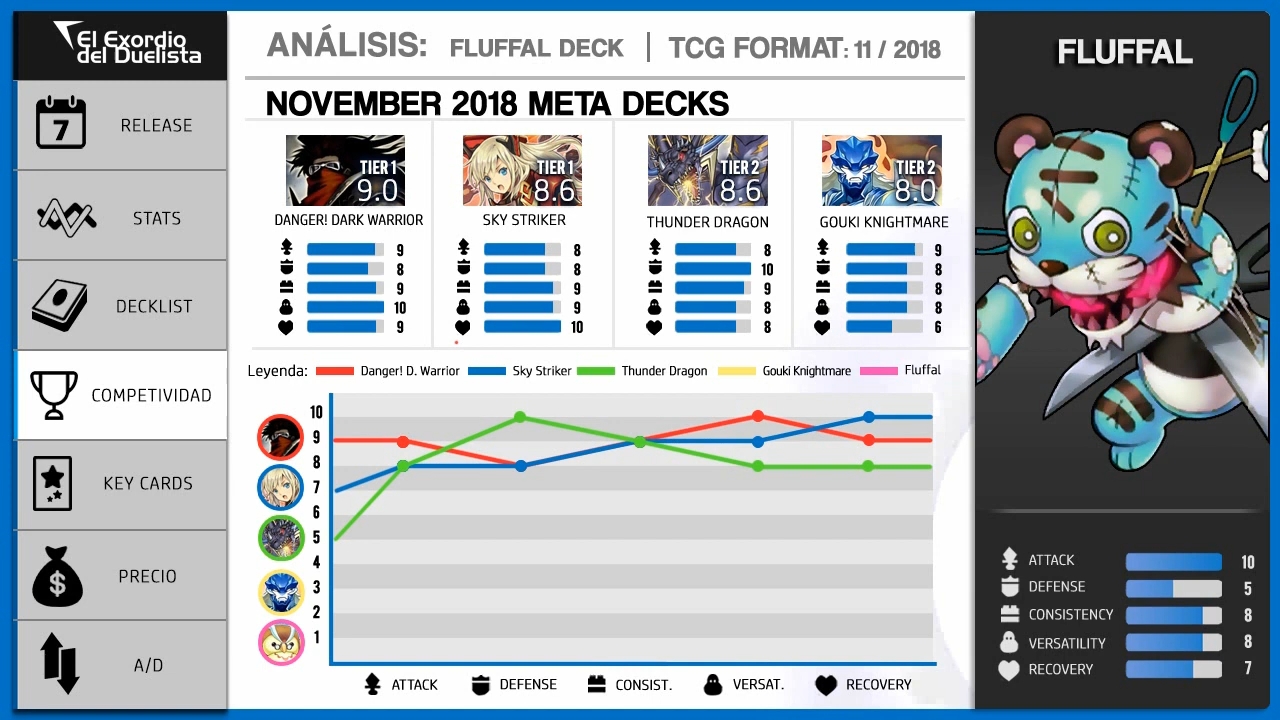 El Exordio
del Duelista
7
RELEASE
STATS
DECKLIST
COMPETIVIDAD
KEY CARDS
$
PRECIO
A/D
ANÁLISIS: FLUFFAL DECK | TCG FORMAT: 11 / 2018
NOVEMBER 2018 META DECKS
TIER 1
9.0
DANGER! DARK WARRIOR
9
8
9
10
9
TIER 1
8.6
SKY STRIKER
8
8
9
9
10
TIER 2
8.6
THUNDER DRAGON
8
10
9
8
8
TIER 2
8.0
GOUKI KNIGHTMARE
9
8
8
8
6
Leyenda: Danger! D. Warrior Sky Striker Thunder Dragon Gouki Knightmare Fluffal
10
9
8
7
6
5
4
3
2
1
ATTACK DEFENSE CONSIST. VERSAT. RECOVERY
FLUFFAL
ATTACK 10
DEFENSE 5
CONSISTENCY 8
VERSATILITY 8
RECOVERY 7